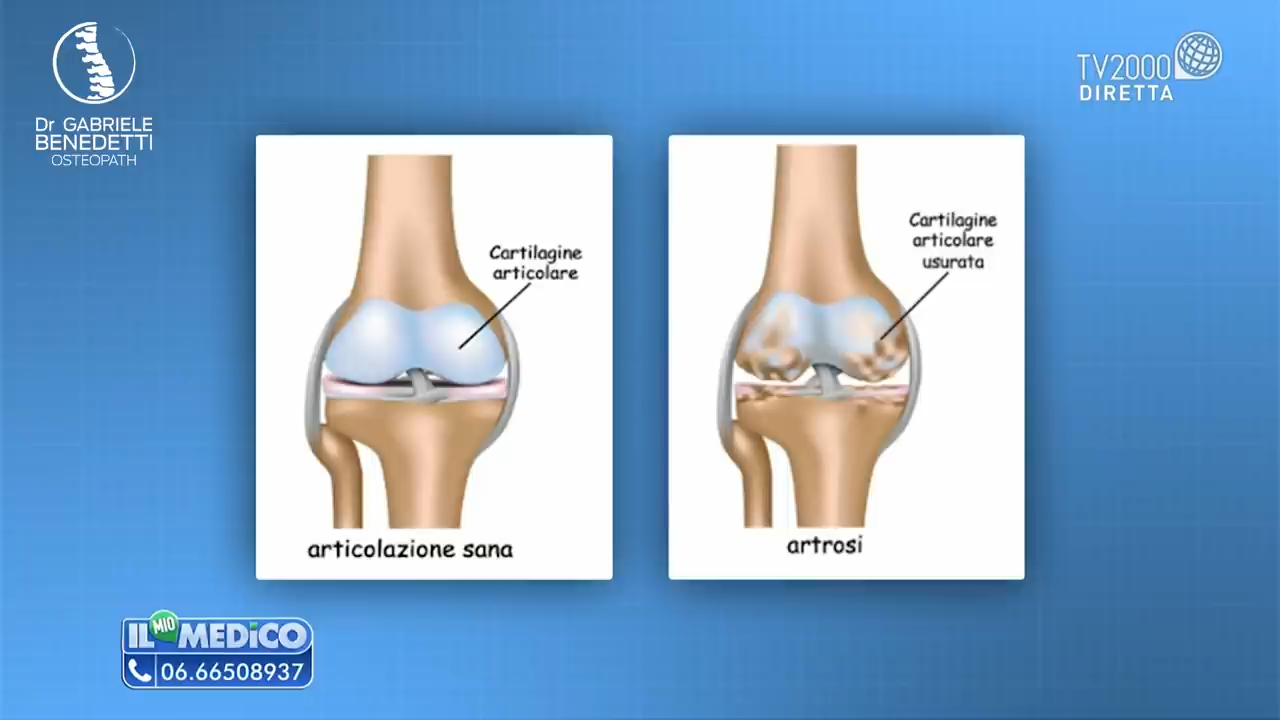 Dr GABRIELE
BENEDETTI
OSTEOPATH
TV2000
DIRETTA
Cartilagine
articolare
articolazione sana
Cartilagine
articolare
usurata
artrosi
IL MIO MEDICO
06.66508937